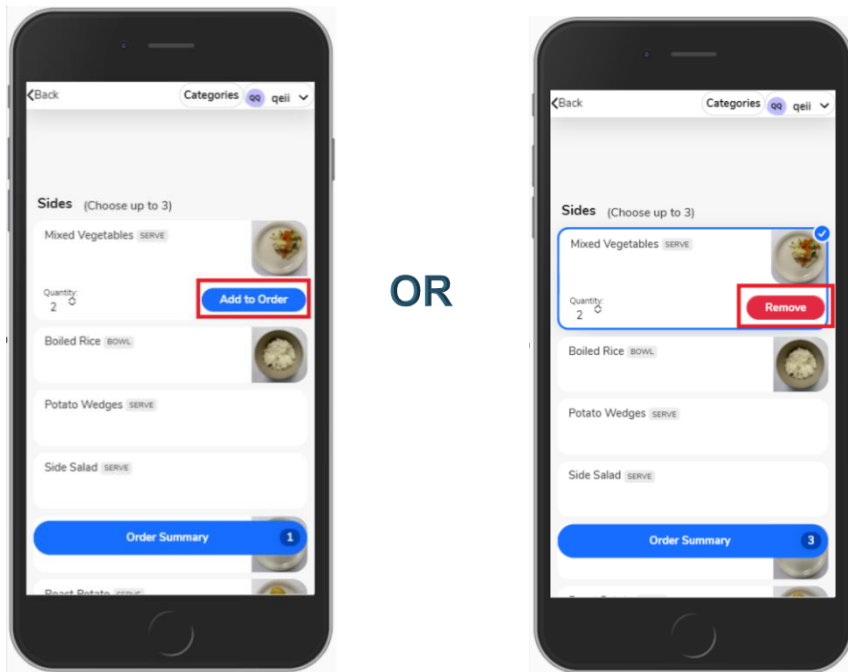 Back Categories qq qeii
Sides (Choose up to 3)
Mixed Vegetables SERVE
Quantity:
2
Add to Order
Boiled Rice BOWL
Potato Wedges SERVE
Side Salad SERVE
Order Summary 1
Roast Potato SERVE
OR
Back Categories qq qeii
Sides (Choose up to 3)
Mixed Vegetables SERVE
Quantity:
2
Remove
Boiled Rice BOWL
Potato Wedges SERVE
Side Salad SERVE
Order Summary 3